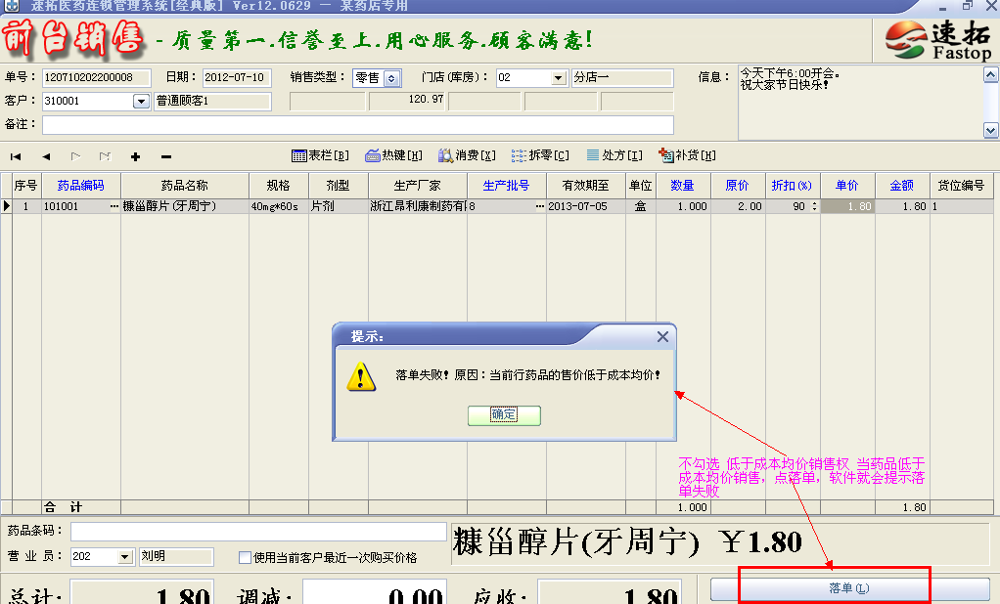 速拓医药连锁管理系统[经典版] Ver12.0629 — 某药店专用
前台销售 - 质量第一.信誉至上.用心服务.顾客满意!
速拓 Fastop
单号: 120710202200008 日期: 2012-07-10 销售类型: 零售 门店(库房): 02 分店一 信息: 今天下午6:00开会。
祝大家节日快乐!
客户: 310001 普通顾客1 120.97
备注:
表栏[B] 热键[H] 消费[X] 拆零[C] 处方[I] 补货[H]
序号 药品编码 药品名称 规格 剂型 生产厂家 生产批号 有效期至 单位 数量 原价 折扣(%) 单价 金额 货位编号
1 101001 糠甾醇片(牙周宁) 40mg*60s 片剂 浙江昂利康制药有 8 2013-07-05 盒 1.000 2.00 90 1.80 1.80 1
提示:
落单失败! 原因:当前行药品的售价低于成本均价!
确定
不勾选 低于成本均价销售权 当药品低于
成本均价销售,点落单,软件就会提示落
单失败
合 计 1.000 1.80
药品条码:
糠甾醇片(牙周宁) ￥1.80
营 业 员: 202 刘明 使用当前客户最近一次购买价格
总计: 1.80 调减: 0.00 应收: 1.80 落单(L)